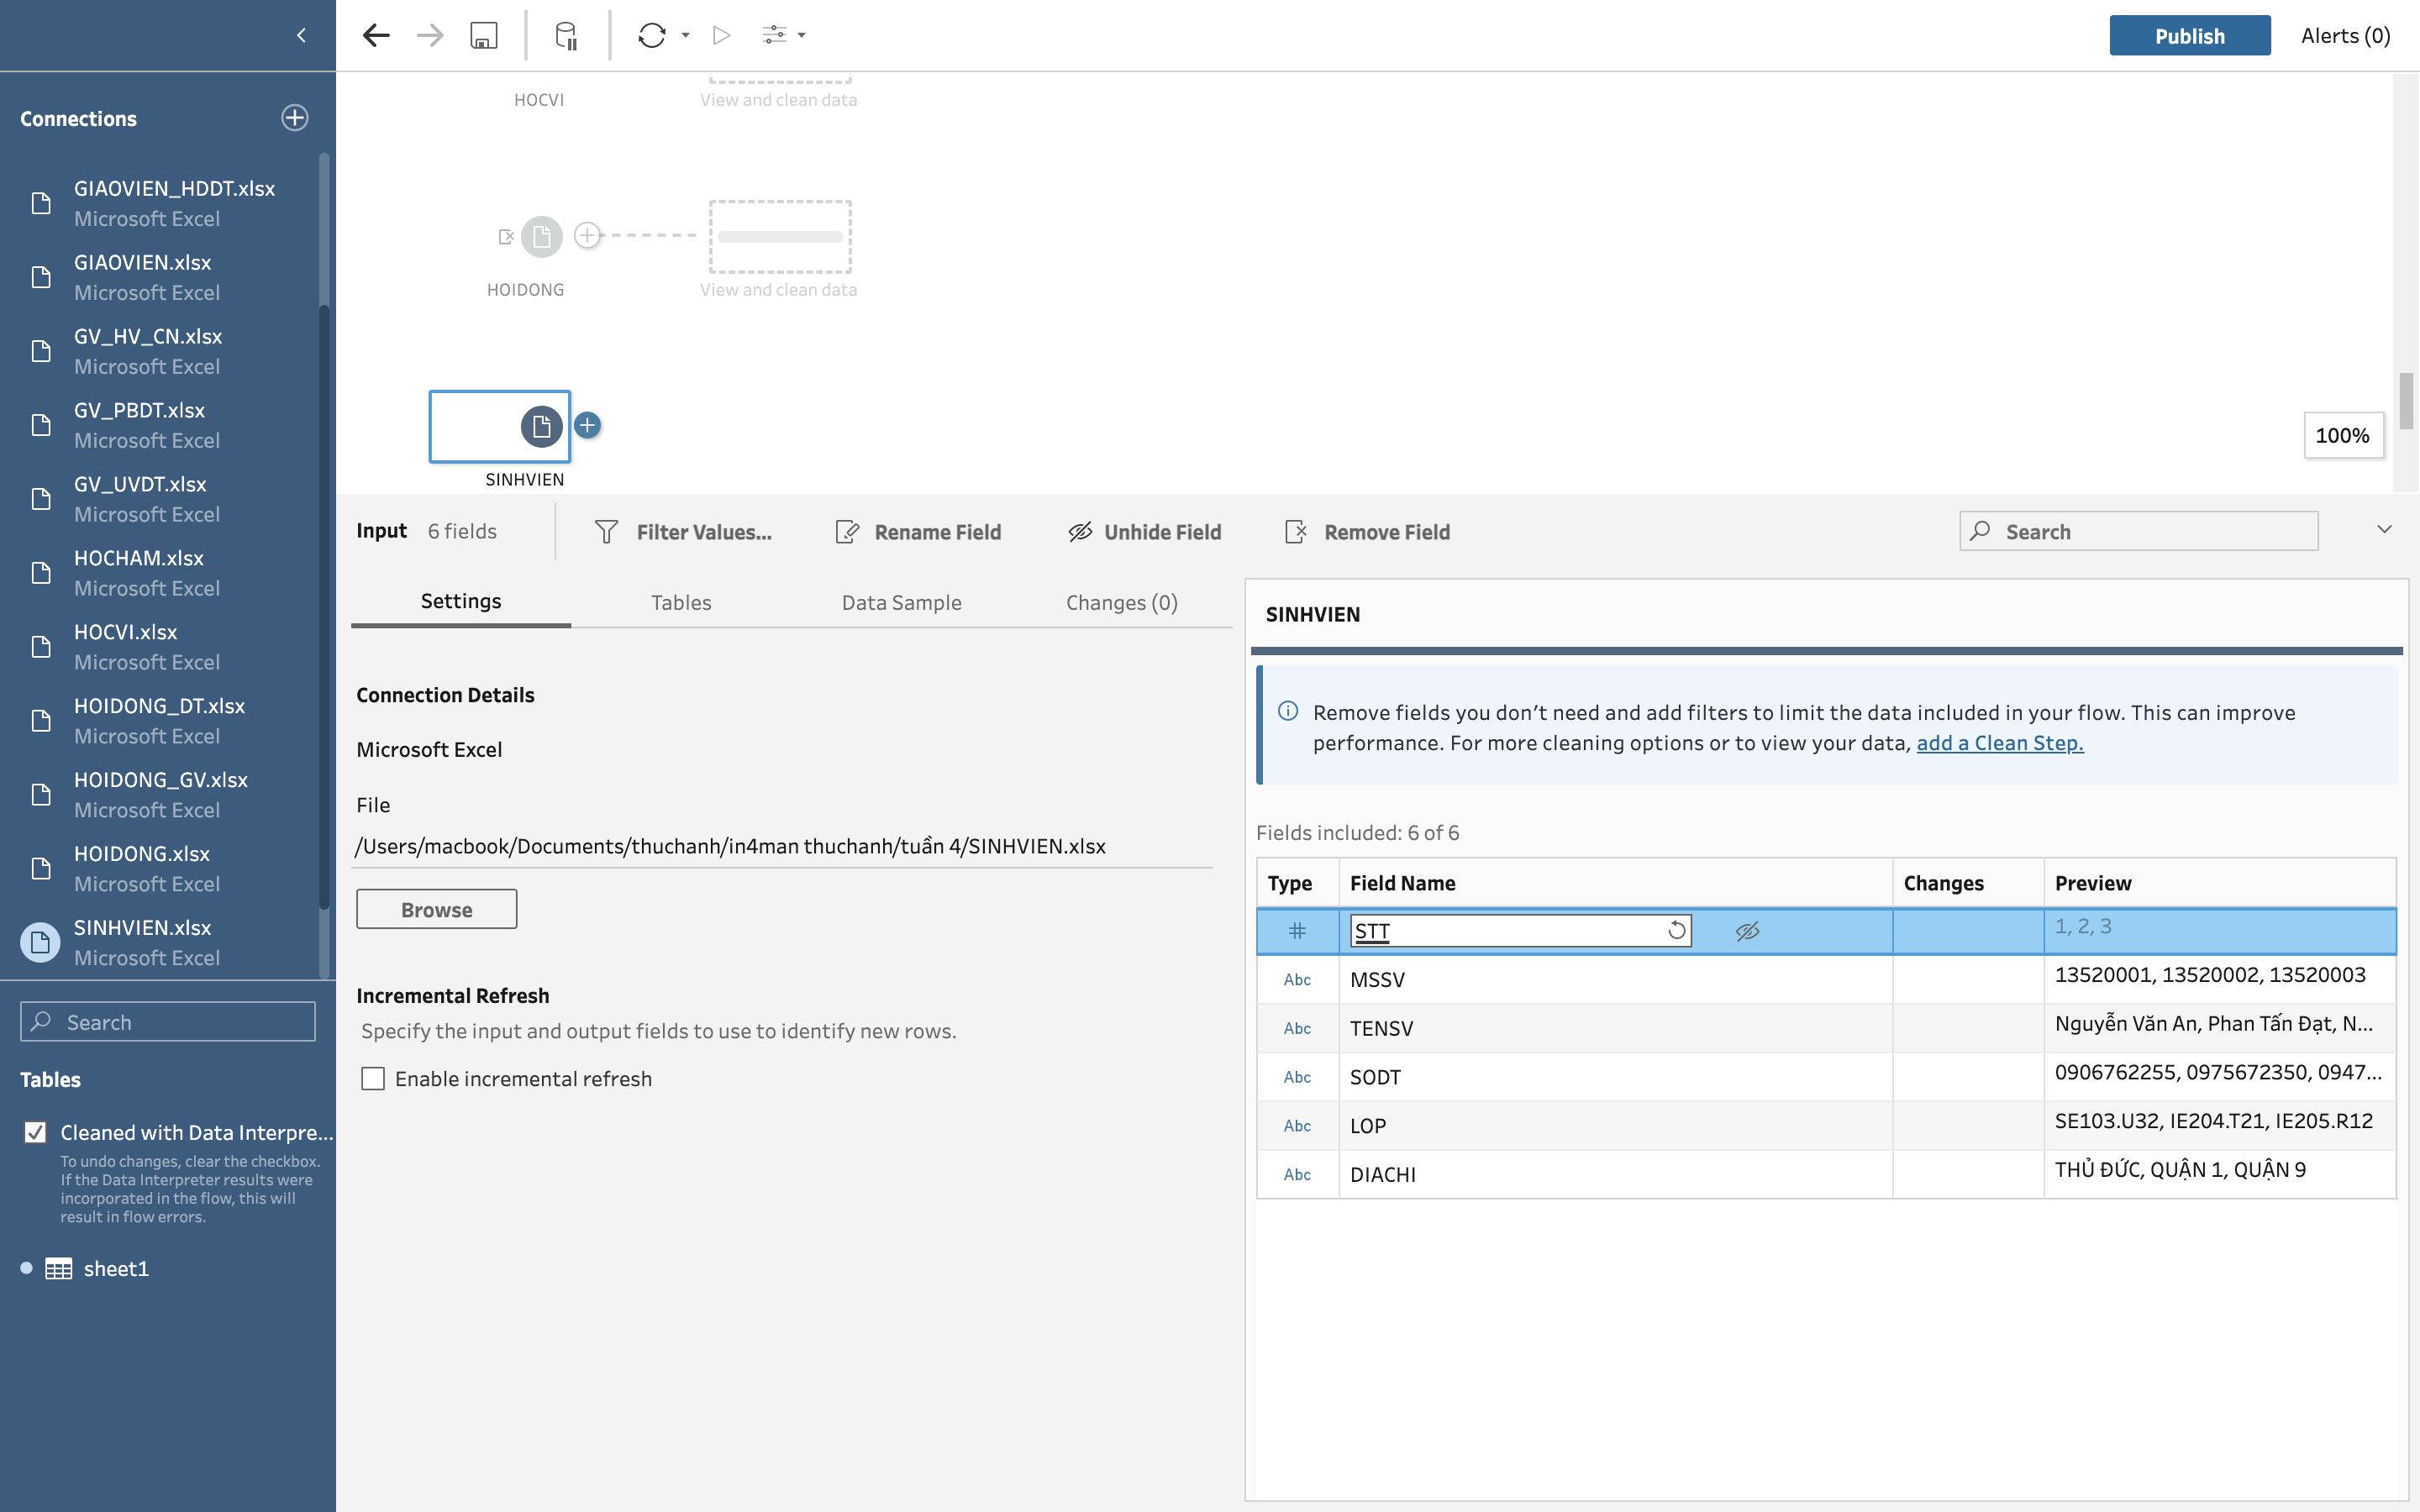 Publish
Alerts (0)
Connections
GIAOVIEN_HDDT.xlsx
Microsoft Excel
GIAOVIEN.xlsx
Microsoft Excel
GV_HV_CN.xlsx
Microsoft Excel
GV_PBDT.xlsx
Microsoft Excel
GV_UVDT.xlsx
Microsoft Excel
HOCHAM.xlsx
Microsoft Excel
HOCVI.xlsx
Microsoft Excel
HOIDONG_DT.xlsx
Microsoft Excel
HOIDONG_GV.xlsx
Microsoft Excel
HOIDONG.xlsx
Microsoft Excel
SINHVIEN.xlsx
Microsoft Excel
Search
Tables
Cleaned with Data Interpre...
To undo changes, clear the checkbox.
If the Data Interpreter results were
incorporated in the flow, this will
result in flow errors.
sheet1
HOCVI
View and clean data
HOIDONG
View and clean data
SINHVIEN
100%
Input 6 fields
Filter Values...
Rename Field
Unhide Field
Remove Field
Search
Settings
Tables
Data Sample
Changes (0)
Connection Details
Microsoft Excel
File
/Users/macbook/Documents/thuchanh/in4man thuchanh/tuần 4/SINHVIEN.xlsx
Browse
Incremental Refresh
Specify the input and output fields to use to identify new rows.
Enable incremental refresh
SINHVIEN
Remove fields you don't need and add filters to limit the data included in your flow. This can improve
performance. For more cleaning options or to view your data, add a Clean Step.
Fields included: 6 of 6
Type Field Name Changes Preview
# STT 1, 2, 3
Abc MSSV 13520001, 13520002, 13520003
Abc TENSV Nguyễn Văn An, Phan Tấn Đạt, N...
Abc SODT 0906762255, 0975672350, 0947...
Abc LOP SE103.U32, IE204.T21, IE205.R12
Abc DIACHI THỦ ĐỨC, QUẬN 1, QUẬN 9